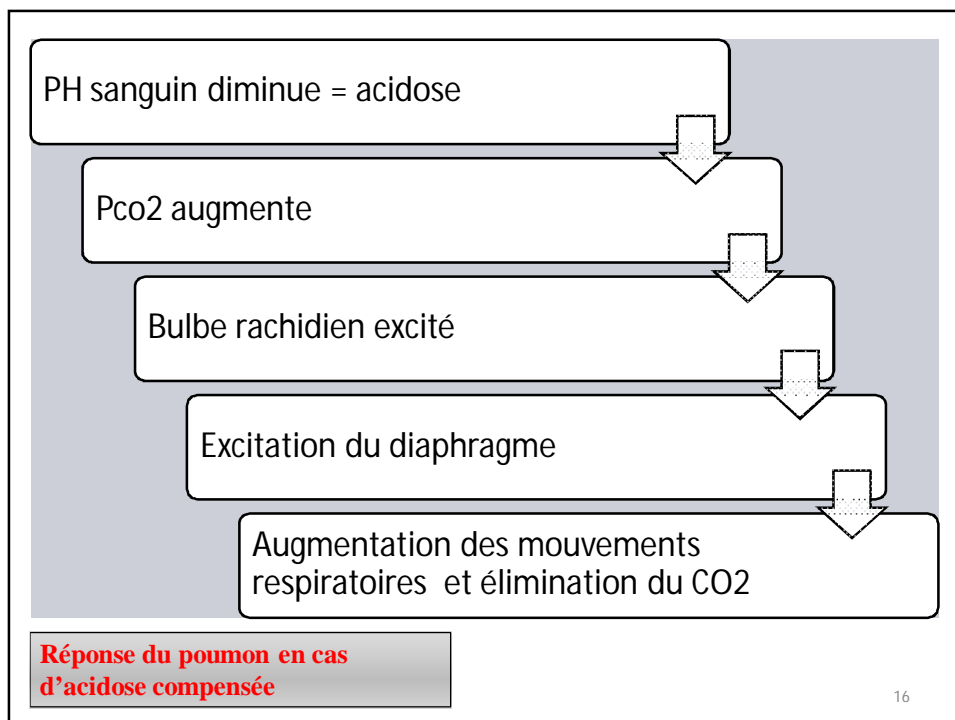 PH sanguin diminue = acidose
Pco2 augmente
Bulbe rachidien excité
Excitation du diaphragme
Augmentation des mouvements
respiratoires et élimination du CO2
Réponse du poumon en cas
d'acidose compensée
16